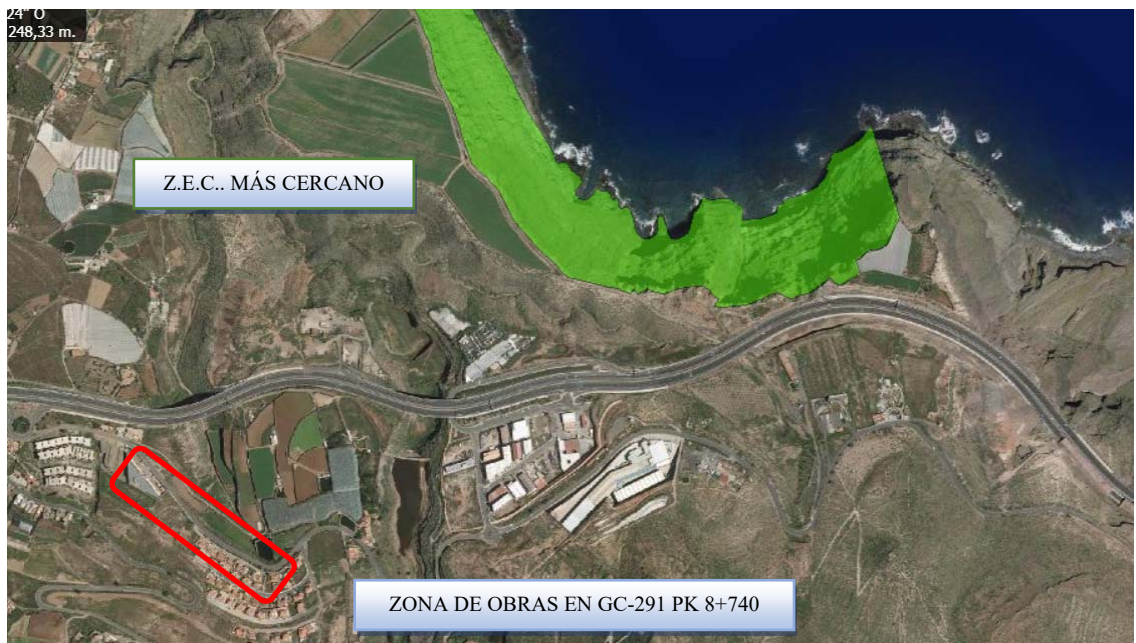 24" O
248,33 m.
Z.E.C.. MÁS CERCANO
ZONA DE OBRAS EN GC-291 PK 8+740